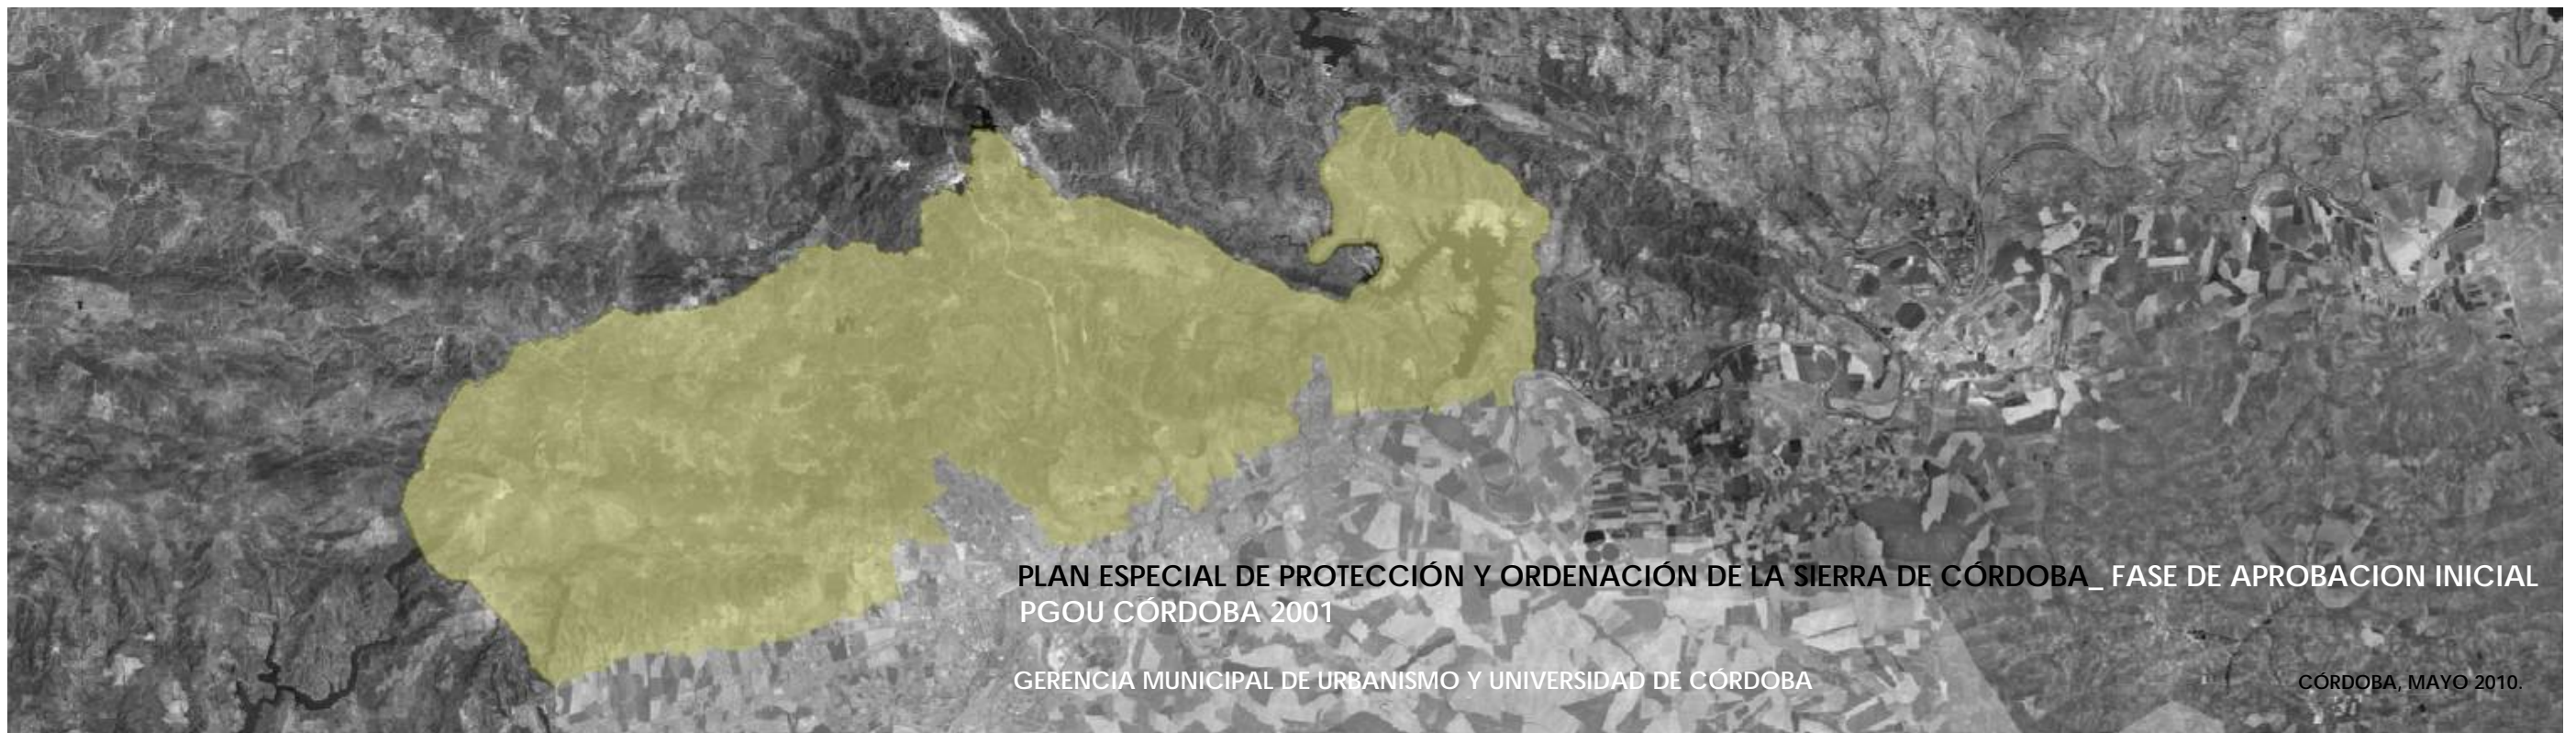 PLAN ESPECIAL DE PROTECCIÓN Y ORDENACIÓN DE LA SIERRA DE CÓRDOBA_ FASE DE APROBACION INICIAL
PGOU CÓRDOBA 2001
GERENCIA MUNICIPAL DE URBANISMO Y UNIVERSIDAD DE CÓRDOBA
CÓRDOBA, MAYO 2010.